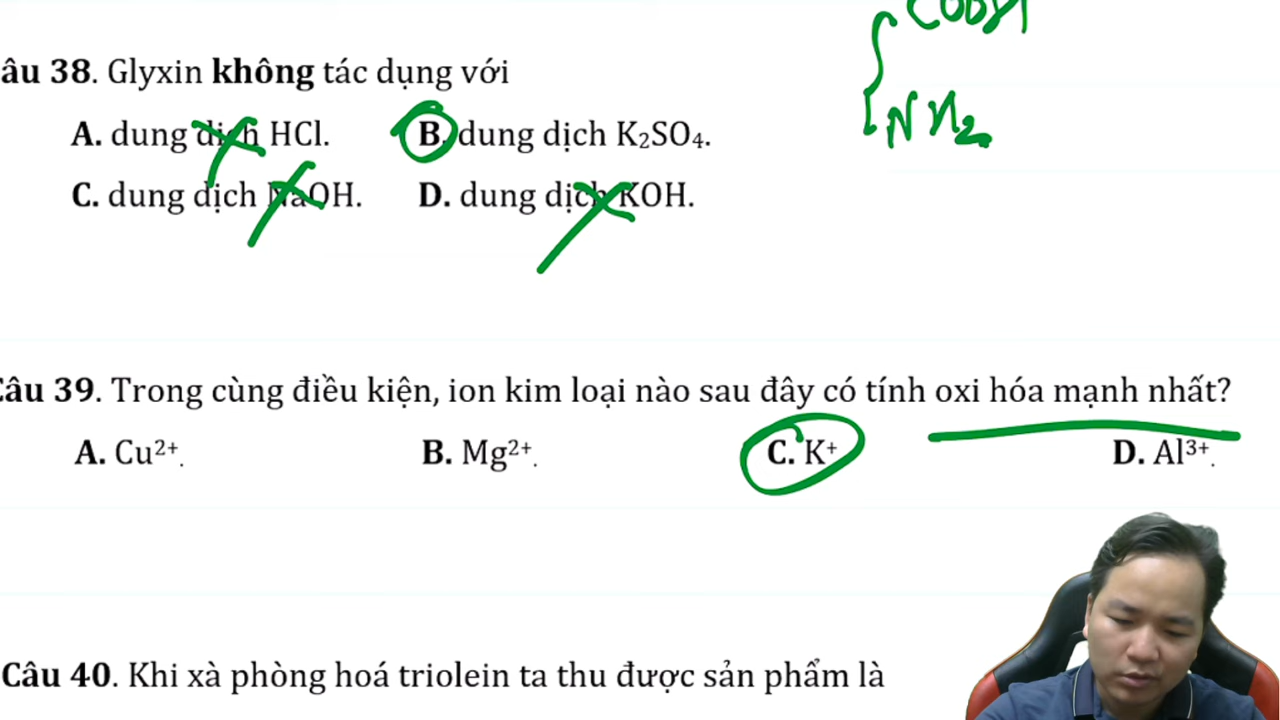 COOH
NH₂
âu 38. Glyxin không tác dụng với
A. dung dịch HCl. B. dung dịch K₂SO₄.
C. dung dịch NaOH. D. dung dịch KOH.
Câu 39. Trong cùng điều kiện, ion kim loại nào sau đây có tính oxi hóa mạnh nhất?
A. Cu²⁺. B. Mg²⁺. C. K⁺ D. Al³⁺.
Câu 40. Khi xà phòng hoá triolein ta thu được sản phẩm là